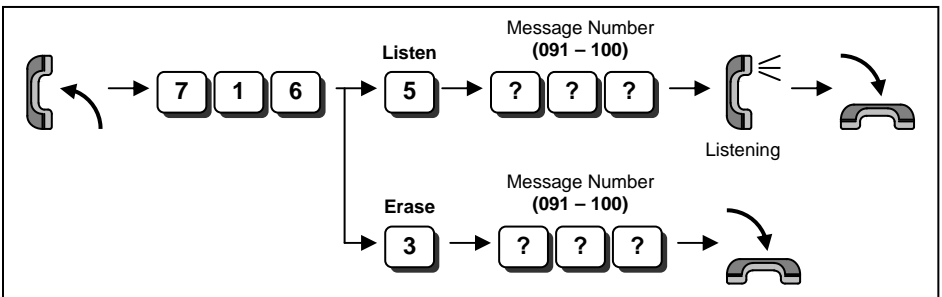 Message Number
(091 – 100)
Listen
7 1 6 5 ? ? ?
Listening
Message Number
(091 – 100)
Erase
3 ? ? ?